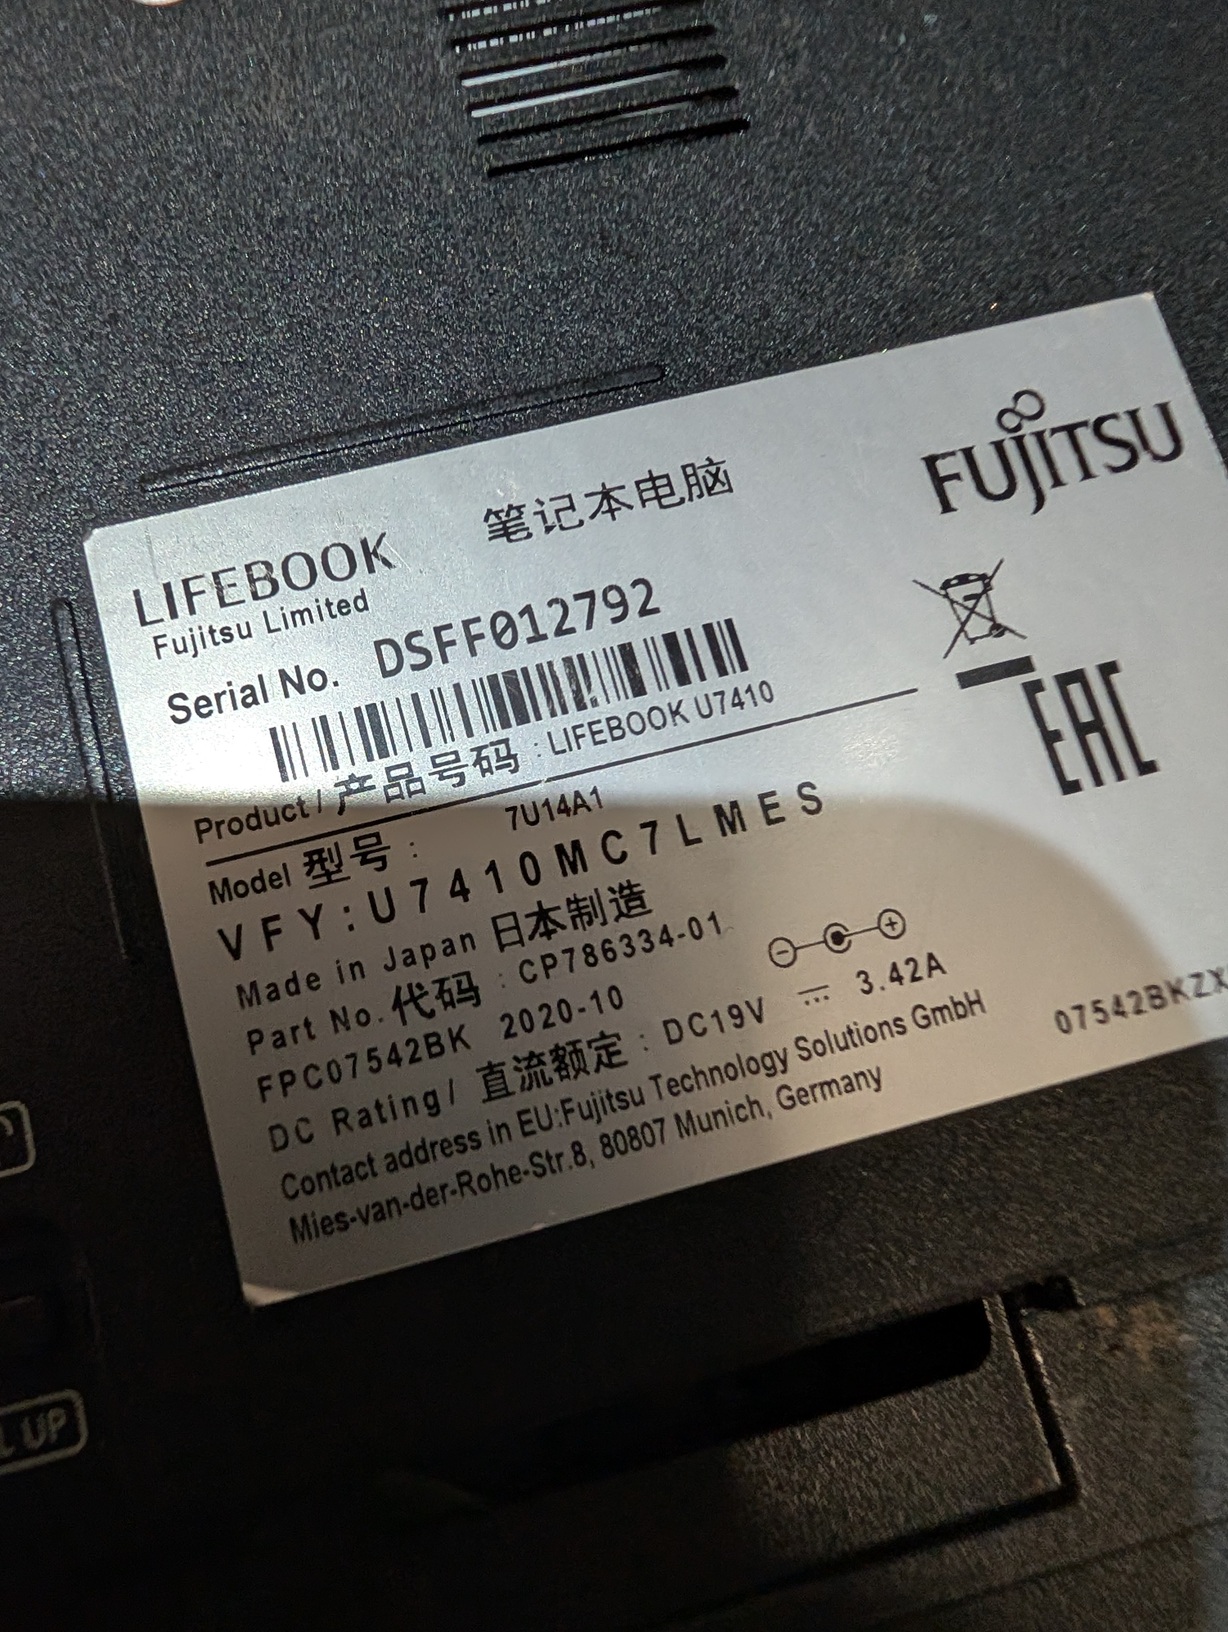 LIFEBOOK 笔记本电脑 FUJITSU
Fujitsu Limited
Serial No. DSFF012792
Product / 产品号码 : LIFEBOOK U7410
EAC
Model 型号 : 7U14A1
VFY:U7410MC7LMES
Made in Japan 日本制造
Part No.代码 : CP786334-01
FPC07542BK 2020-10
DC Rating/ 直流额定 : DC19V ⎓ 3.42A
07542BKZX
Contact address in EU:Fujitsu Technology Solutions GmbH
Mies-van-der-Rohe-Str.8, 80807 Munich, Germany
UP